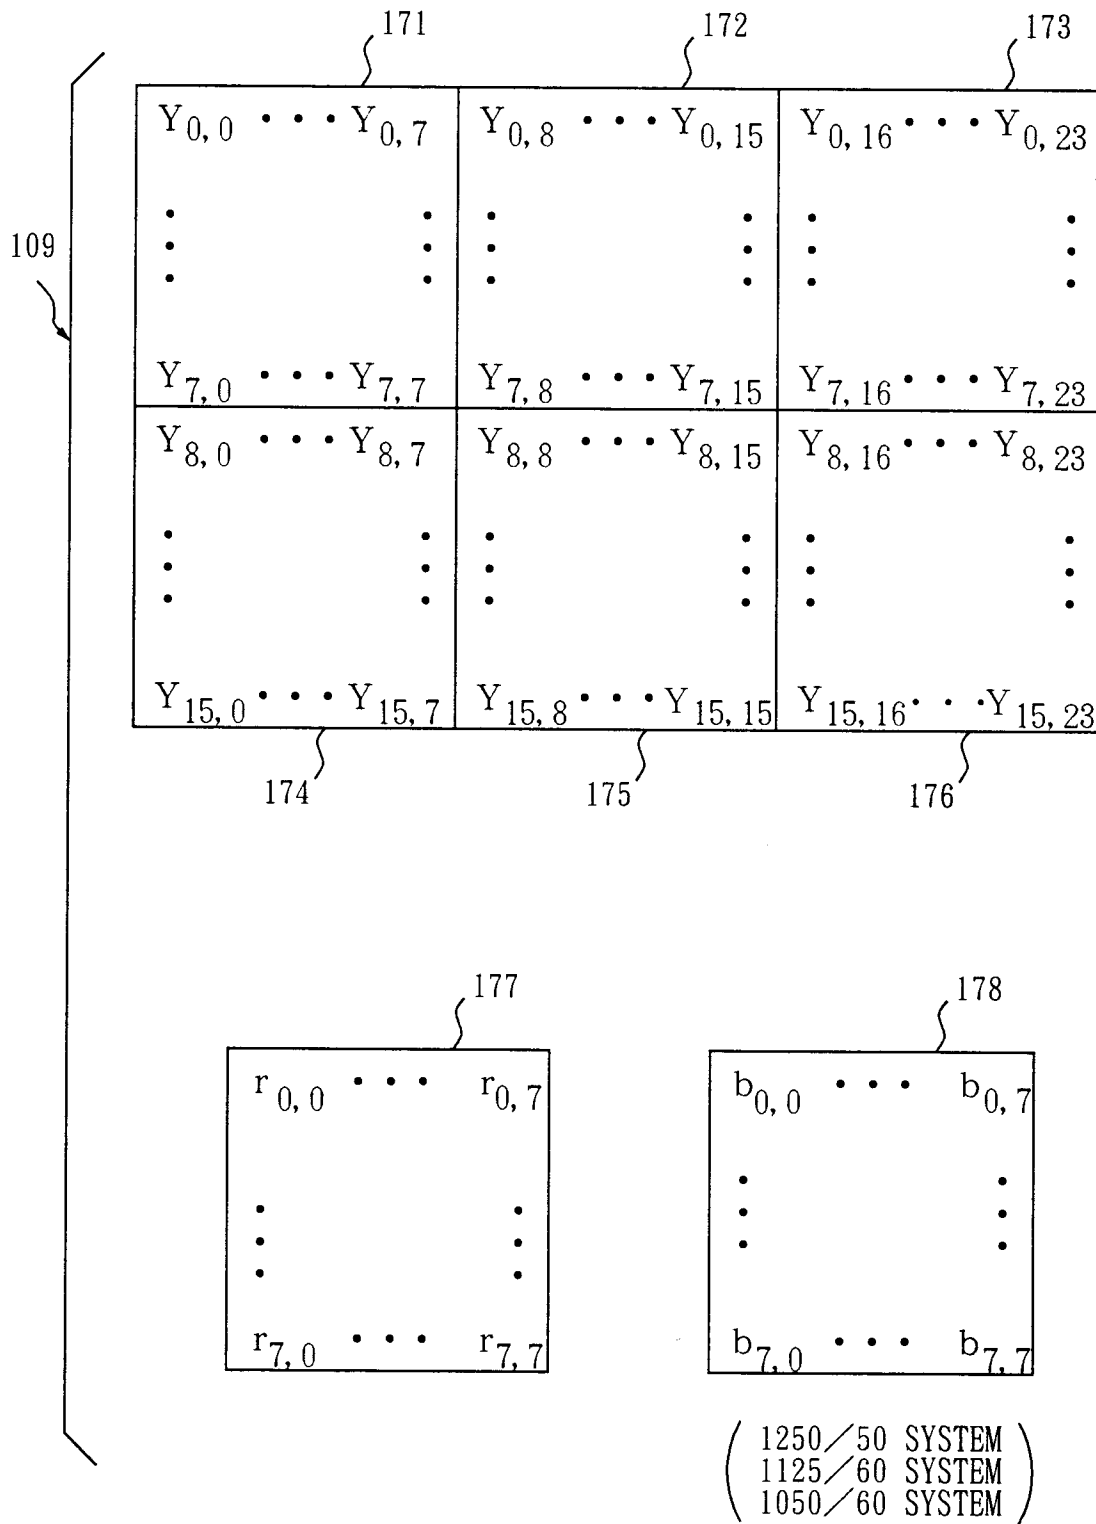 171 172 173
Y0,0 • • • Y0,7 Y0,8 • • • Y0,15 Y0,16 • • • Y0,23
109
Y7,0 • • • Y7,7 Y7,8 • • • Y7,15 Y7,16 • • • Y7,23
Y8,0 • • • Y8,7 Y8,8 • • • Y8,15 Y8,16 • • • Y8,23
Y15,0 • • • Y15,7 Y15,8 • • • Y15,15 Y15,16 • • • Y15,23
174 175 176
177 178
r0,0 • • • r0,7 b0,0 • • • b0,7
r7,0 • • • r7,7 b7,0 • • • b7,7
( 1250/50 SYSTEM
1125/60 SYSTEM
1050/60 SYSTEM )